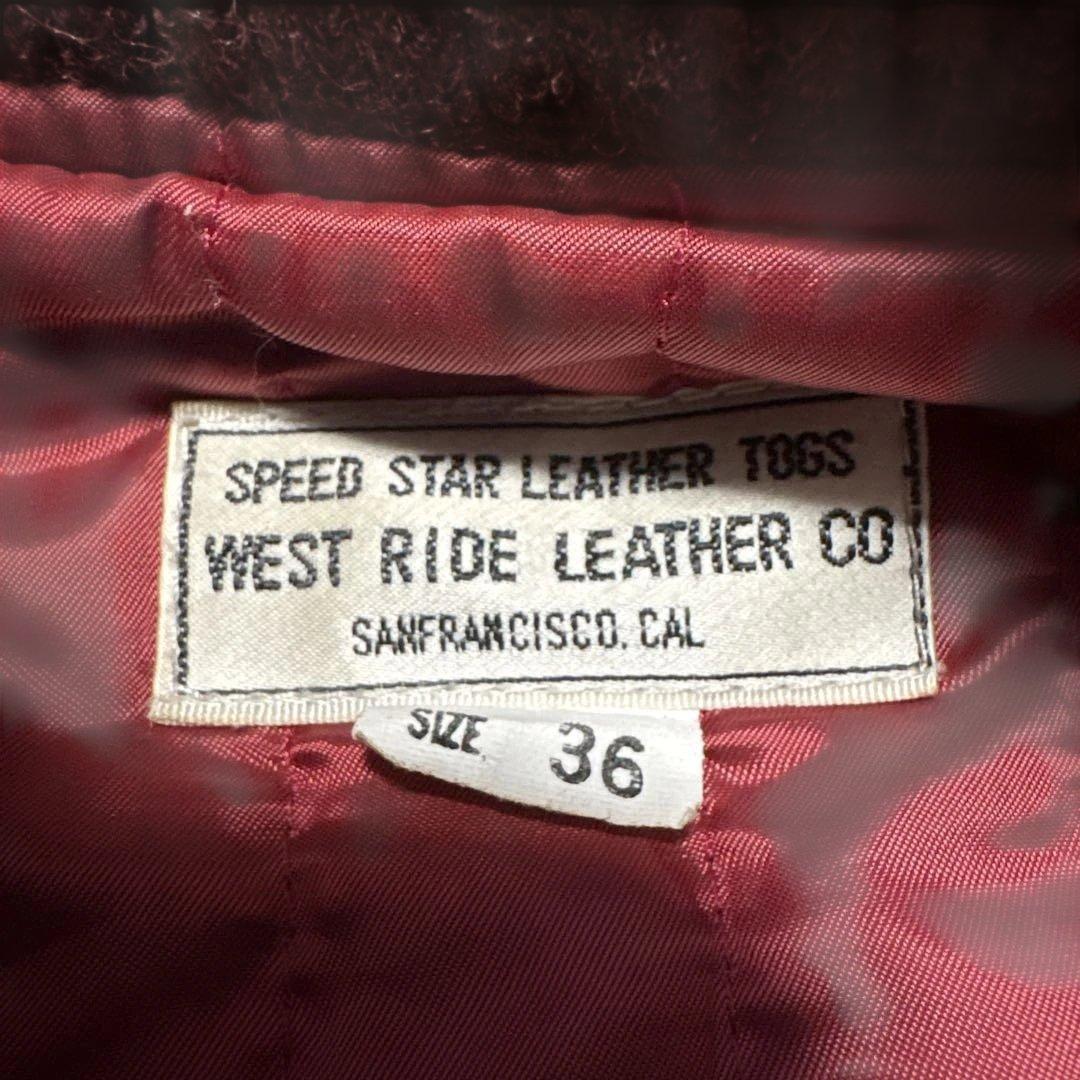 SPEED STAR LEATHER TOGS
WEST RIDE LEATHER CO
SANFRANCISCO. CAL
SIZE 36